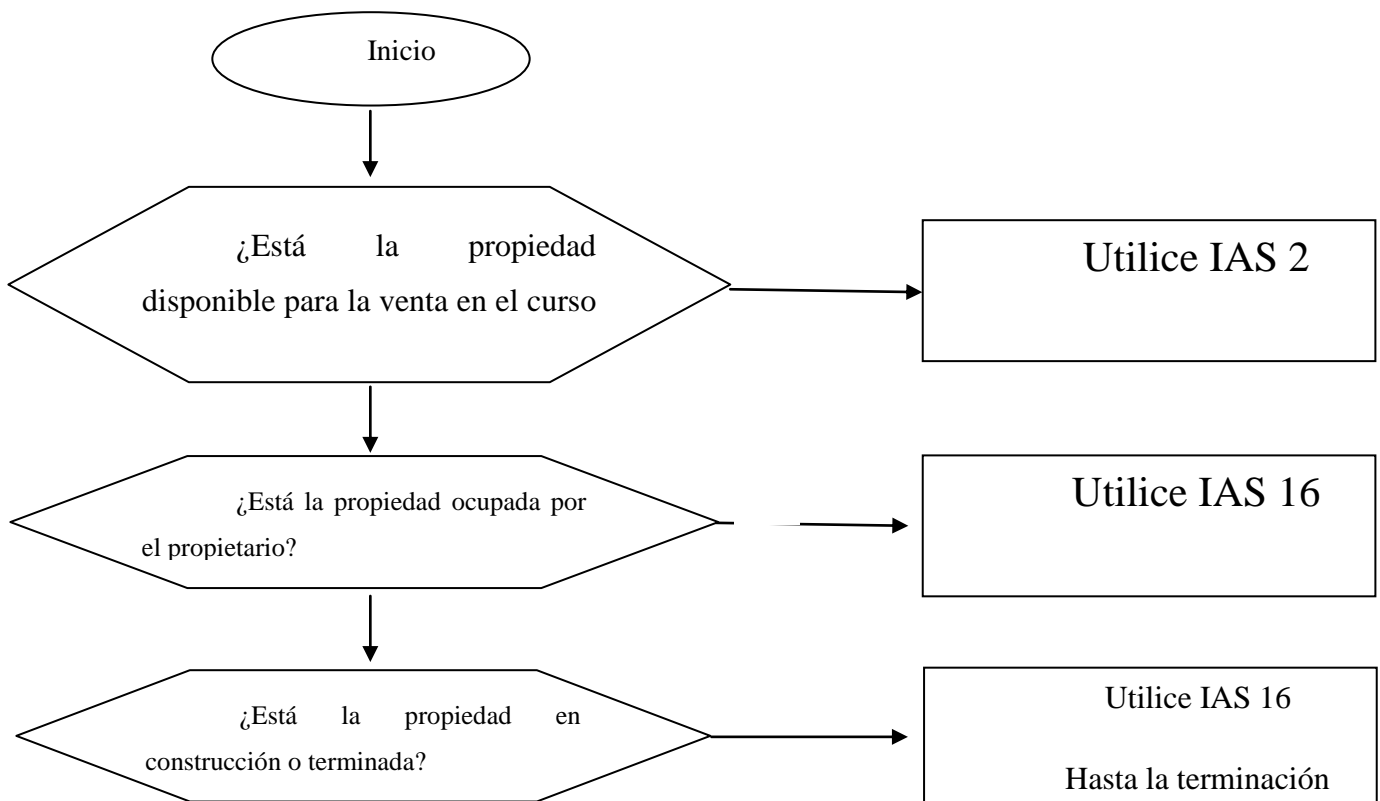 Inicio
¿Está la propiedad
disponible para la venta en el curso
Utilice IAS 2
¿Está la propiedad ocupada por
el propietario?
Utilice IAS 16
¿Está la propiedad en
construcción o terminada?
Utilice IAS 16
Hasta la terminación